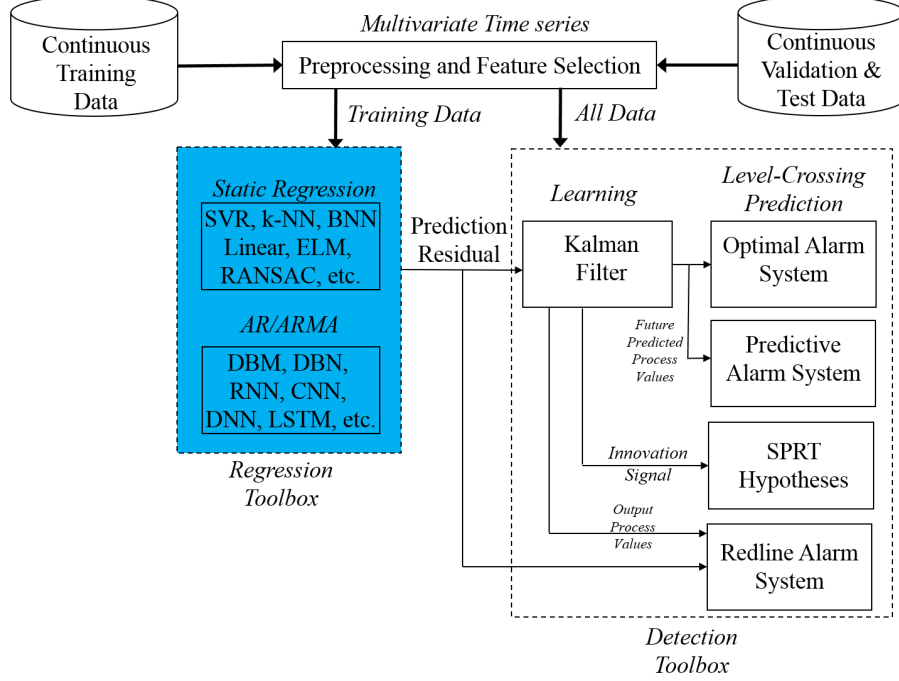 Multivariate Time series
Continuous
Training
Data
Preprocessing and Feature Selection
Continuous
Validation &
Test Data
Training Data
All Data
Static Regression
SVR, k-NN, BNN
Linear, ELM,
RANSAC, etc.
AR/ARMA
DBM, DBN,
RNN, CNN,
DNN, LSTM, etc.
Regression
Toolbox
Prediction
Residual
Learning
Kalman
Filter
Level-Crossing
Prediction
Optimal Alarm
System
Future
Predicted
Process
Values
Predictive
Alarm System
Innovation
Signal
SPRT
Hypotheses
Output
Process
Values
Redline Alarm
System
Detection
Toolbox